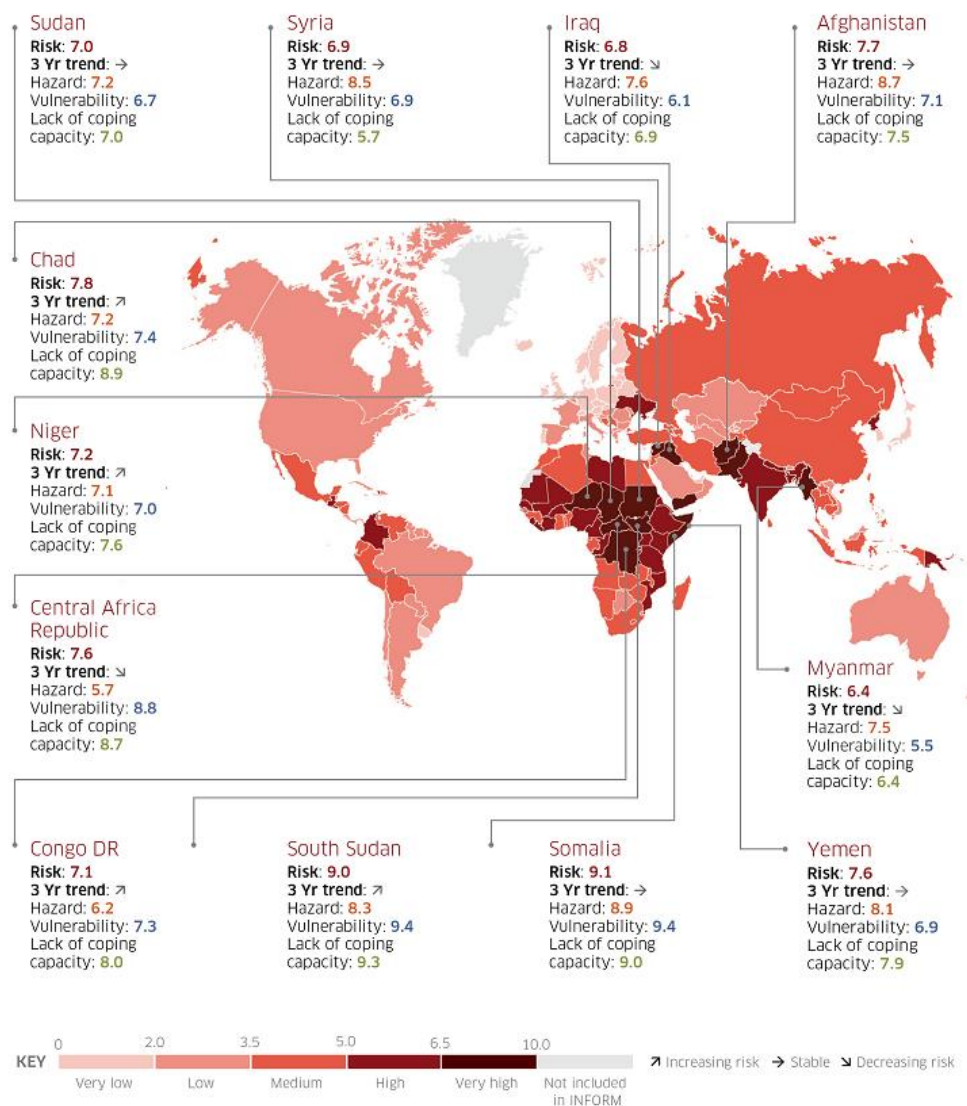 Sudan
Risk: 7.0
3 Yr trend: →
Hazard: 7.2
Vulnerability: 6.7
Lack of coping
capacity: 7.0
Syria
Risk: 6.9
3 Yr trend: →
Hazard: 8.5
Vulnerability: 6.9
Lack of coping
capacity: 5.7
Iraq
Risk: 6.8
3 Yr trend: ↘
Hazard: 7.6
Vulnerability: 6.1
Lack of coping
capacity: 6.9
Afghanistan
Risk: 7.7
3 Yr trend: →
Hazard: 8.7
Vulnerability: 7.1
Lack of coping
capacity: 7.5
Chad
Risk: 7.8
3 Yr trend: ↗
Hazard: 7.2
Vulnerability: 7.4
Lack of coping
capacity: 8.9
Niger
Risk: 7.2
3 Yr trend: ↗
Hazard: 7.1
Vulnerability: 7.0
Lack of coping
capacity: 7.6
Central Africa
Republic
Risk: 7.6
3 Yr trend: ↘
Hazard: 5.7
Vulnerability: 8.8
Lack of coping
capacity: 8.7
Myanmar
Risk: 6.4
3 Yr trend: ↘
Hazard: 7.5
Vulnerability: 5.5
Lack of coping
capacity: 6.4
Congo DR
Risk: 7.1
3 Yr trend: ↗
Hazard: 6.2
Vulnerability: 7.3
Lack of coping
capacity: 8.0
South Sudan
Risk: 9.0
3 Yr trend: ↗
Hazard: 8.3
Vulnerability: 9.4
Lack of coping
capacity: 9.3
Somalia
Risk: 9.1
3 Yr trend: →
Hazard: 8.9
Vulnerability: 9.4
Lack of coping
capacity: 9.0
Yemen
Risk: 7.6
3 Yr trend: →
Hazard: 8.1
Vulnerability: 6.9
Lack of coping
capacity: 7.9
0 2.0 3.5 5.0 6.5 10.0
KEY
Very low Low Medium High Very high Not included
in INFORM
↗ Increasing risk → Stable ↘ Decreasing risk